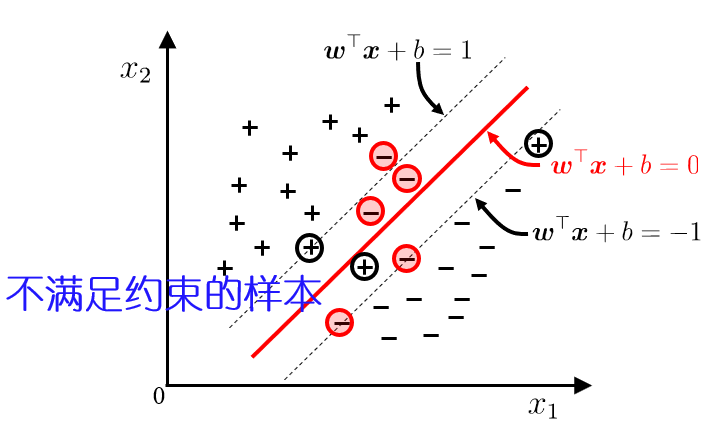 w⊤x + b = 1
x₂
w⊤x + b = 0
w⊤x + b = −1
不满足约束的样本
0
x₁